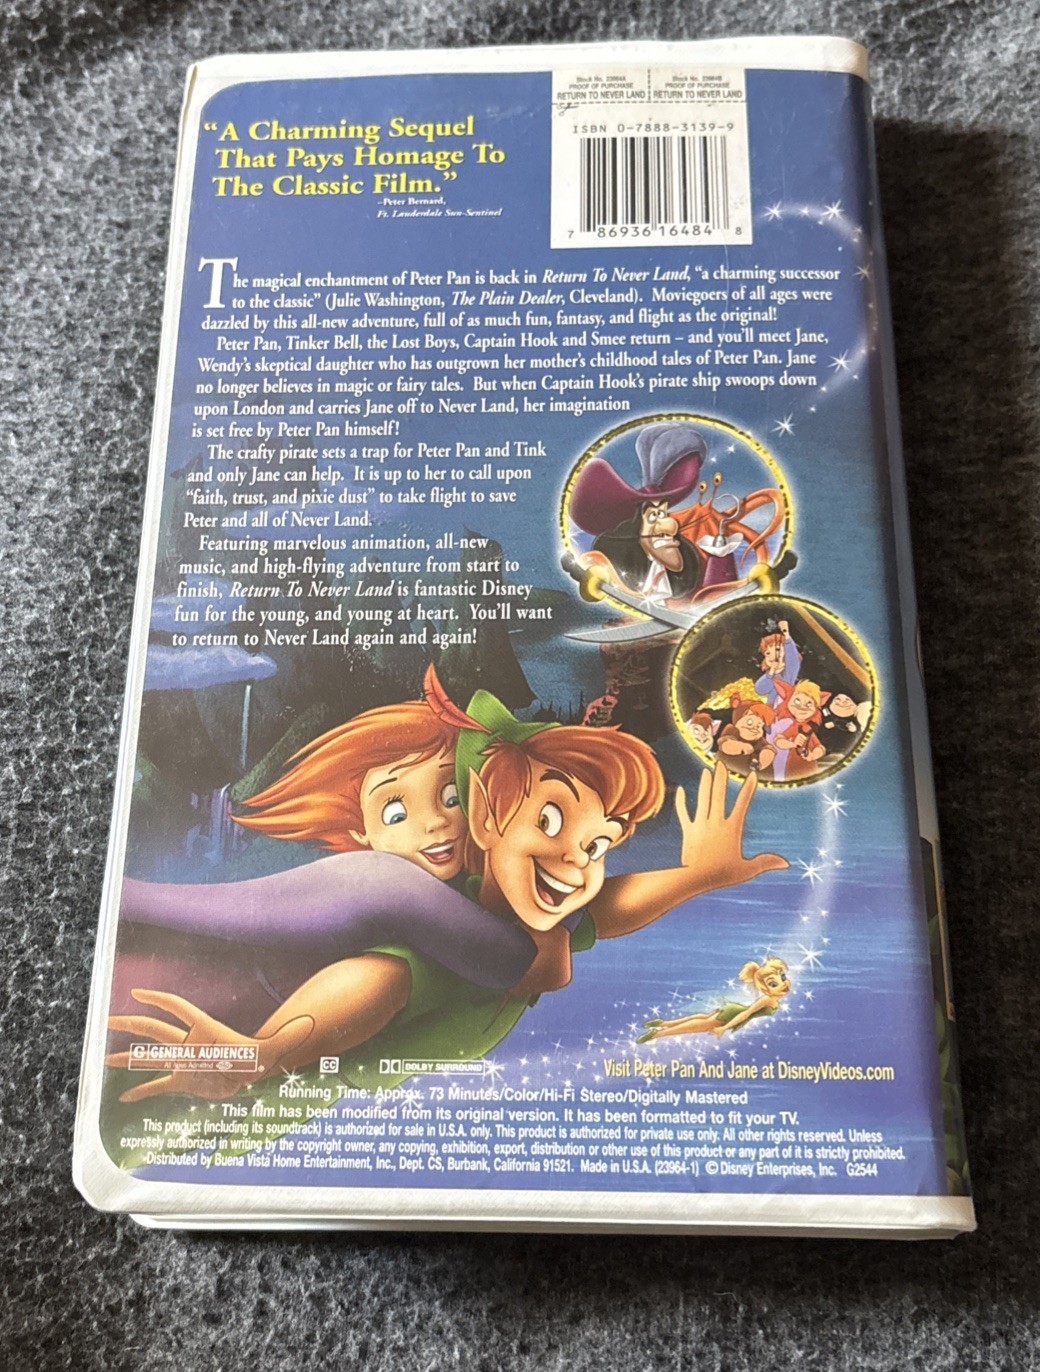 Stock No. 23964A
PROOF OF PURCHASE
RETURN TO NEVER LAND
Stock No. 23964B
PROOF OF PURCHASE
RETURN TO NEVER LAND
ISBN 0-7888-3139-9
7 86936 16484 8
“A Charming Sequel
That Pays Homage To
The Classic Film.”
–Peter Bernard,
Ft. Lauderdale Sun-Sentinel
The magical enchantment of Peter Pan is back in Return To Never Land, “a charming successor
to the classic” (Julie Washington, The Plain Dealer, Cleveland). Moviegoers of all ages were
dazzled by this all-new adventure, full of as much fun, fantasy, and flight as the original!
Peter Pan, Tinker Bell, the Lost Boys, Captain Hook and Smee return – and you’ll meet Jane,
Wendy’s skeptical daughter who has outgrown her mother’s childhood tales of Peter Pan. Jane
no longer believes in magic or fairy tales. But when Captain Hook’s pirate ship swoops down
upon London and carries Jane off to Never Land, her imagination
is set free by Peter Pan himself!
The crafty pirate sets a trap for Peter Pan and Tink
and only Jane can help. It is up to her to call upon
“faith, trust, and pixie dust” to take flight to save
Peter and all of Never Land.
Featuring marvelous animation, all-new
music, and high-flying adventure from start to
finish, Return To Never Land is fantastic Disney
fun for the young, and young at heart. You’ll want
to return to Never Land again and again!
G GENERAL AUDIENCES
All Ages Admitted
CC
DOLBY SURROUND
Visit Peter Pan And Jane at DisneyVideos.com
Running Time: Approx. 73 Minutes/Color/Hi-Fi Stereo/Digitally Mastered
This film has been modified from its original version. It has been formatted to fit your TV.
This product (including its soundtrack) is authorized for sale in U.S.A. only. This product is authorized for private use only. All other rights reserved. Unless
expressly authorized in writing by the copyright owner, any copying, exhibition, export, distribution or other use of this product or any part of it is strictly prohibited.
Distributed by Buena Vista Home Entertainment, Inc., Dept. CS, Burbank, California 91521. Made in U.S.A. (23964-1) ©Disney Enterprises, Inc. G2544